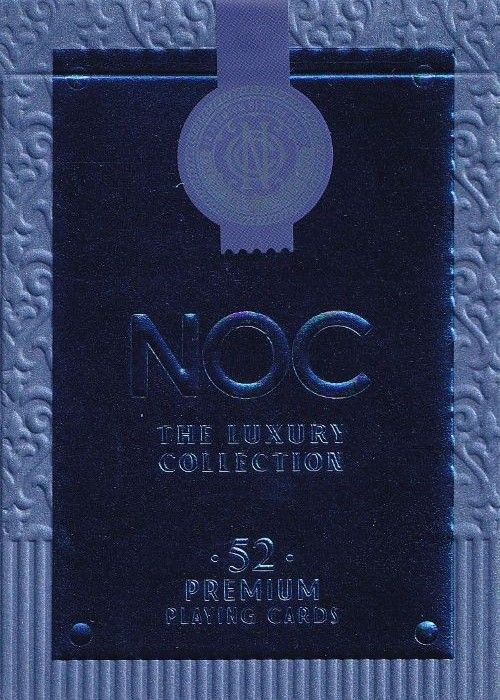 NOC
THE LUXURY
COLLECTION
·52·
PREMIUM
PLAYING CARDS